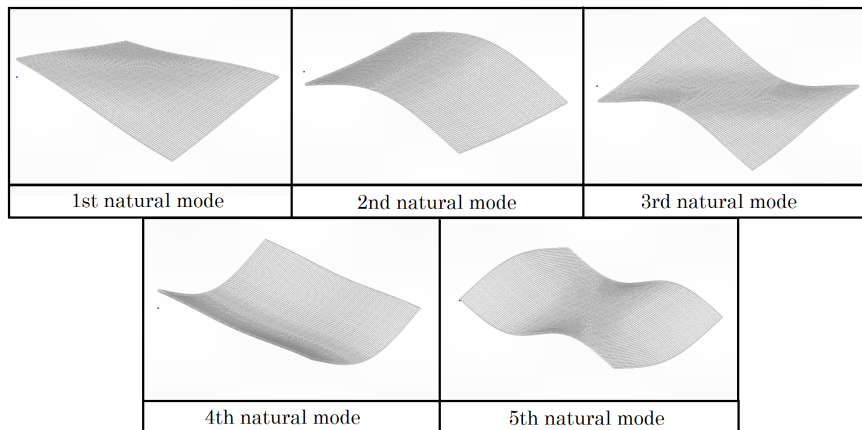 1st natural mode
2nd natural mode
3rd natural mode
4th natural mode
5th natural mode